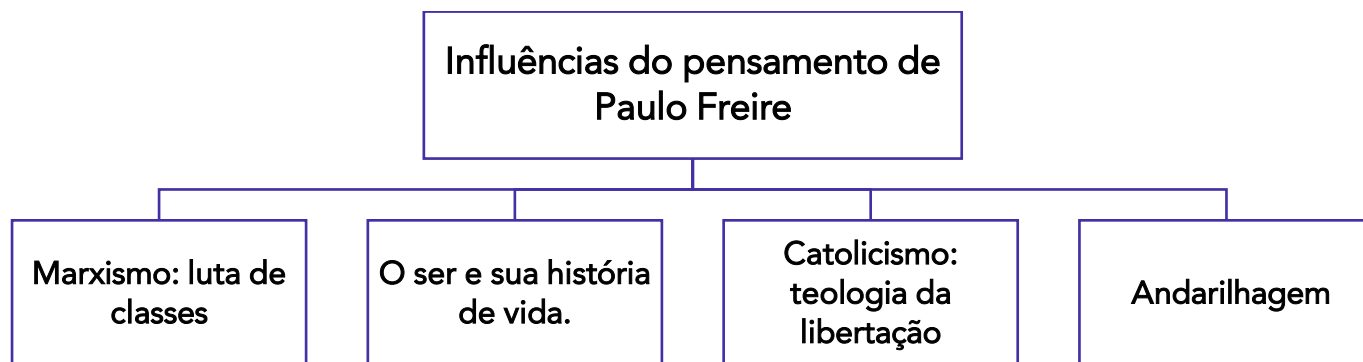 Influências do pensamento de
Paulo Freire
Marxismo: luta de
classes
O ser e sua história
de vida.
Catolicismo:
teologia da
libertação
Andarilhagem